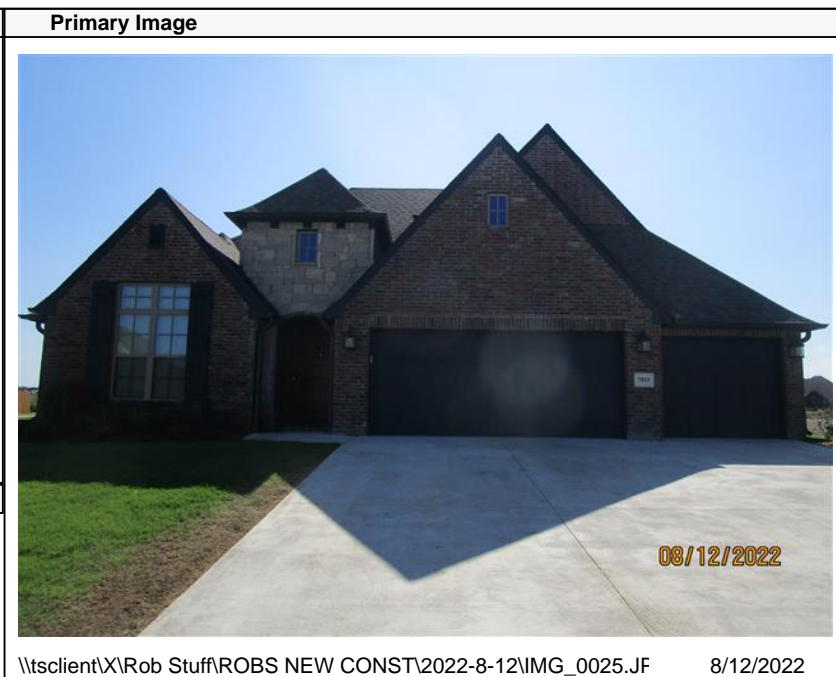 Primary Image
08/12/2022
\\tsclient\X\Rob Stuff\ROBS NEW CONST\2022-8-12\IMG_0025.JF 8/12/2022